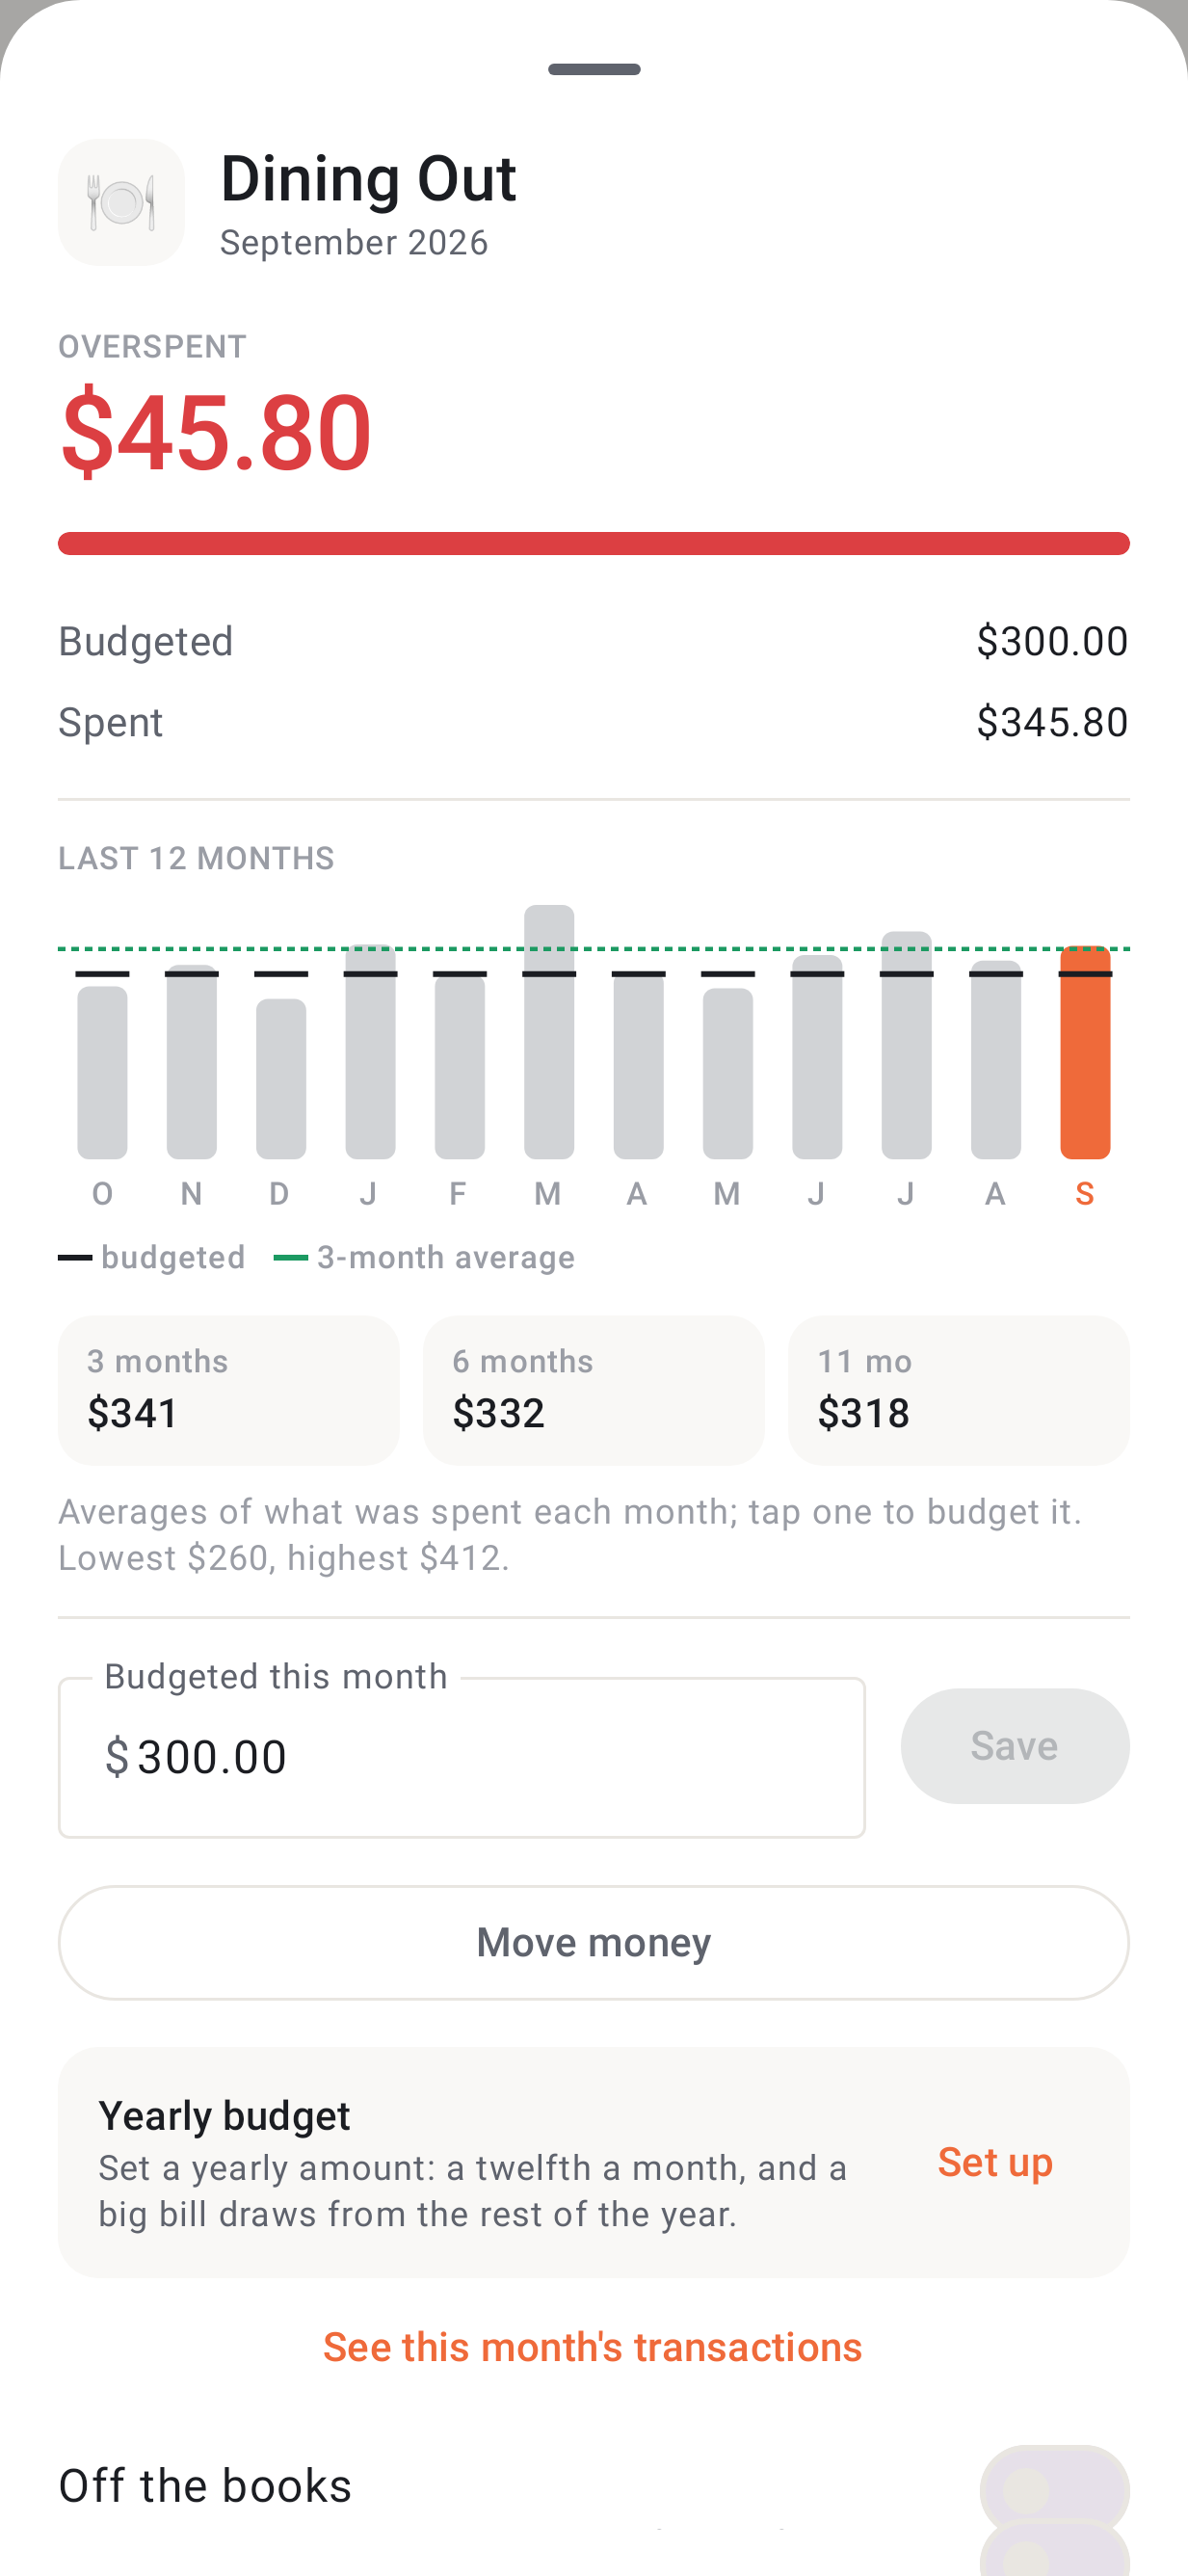 Dining Out
September 2026
OVERSPENT
$45.80
Budgeted $300.00
Spent $345.80
LAST 12 MONTHS
O N D J F M A M J J A S
budgeted 3-month average
3 months 6 months 11 mo
$341 $332 $318
Averages of what was spent each month; tap one to budget it.
Lowest $260, highest $412.
Budgeted this month
$300.00
Save
Move money
Yearly budget
Set a yearly amount: a twelfth a month, and a
big bill draws from the rest of the year.
Set up
See this month's transactions
Off the books